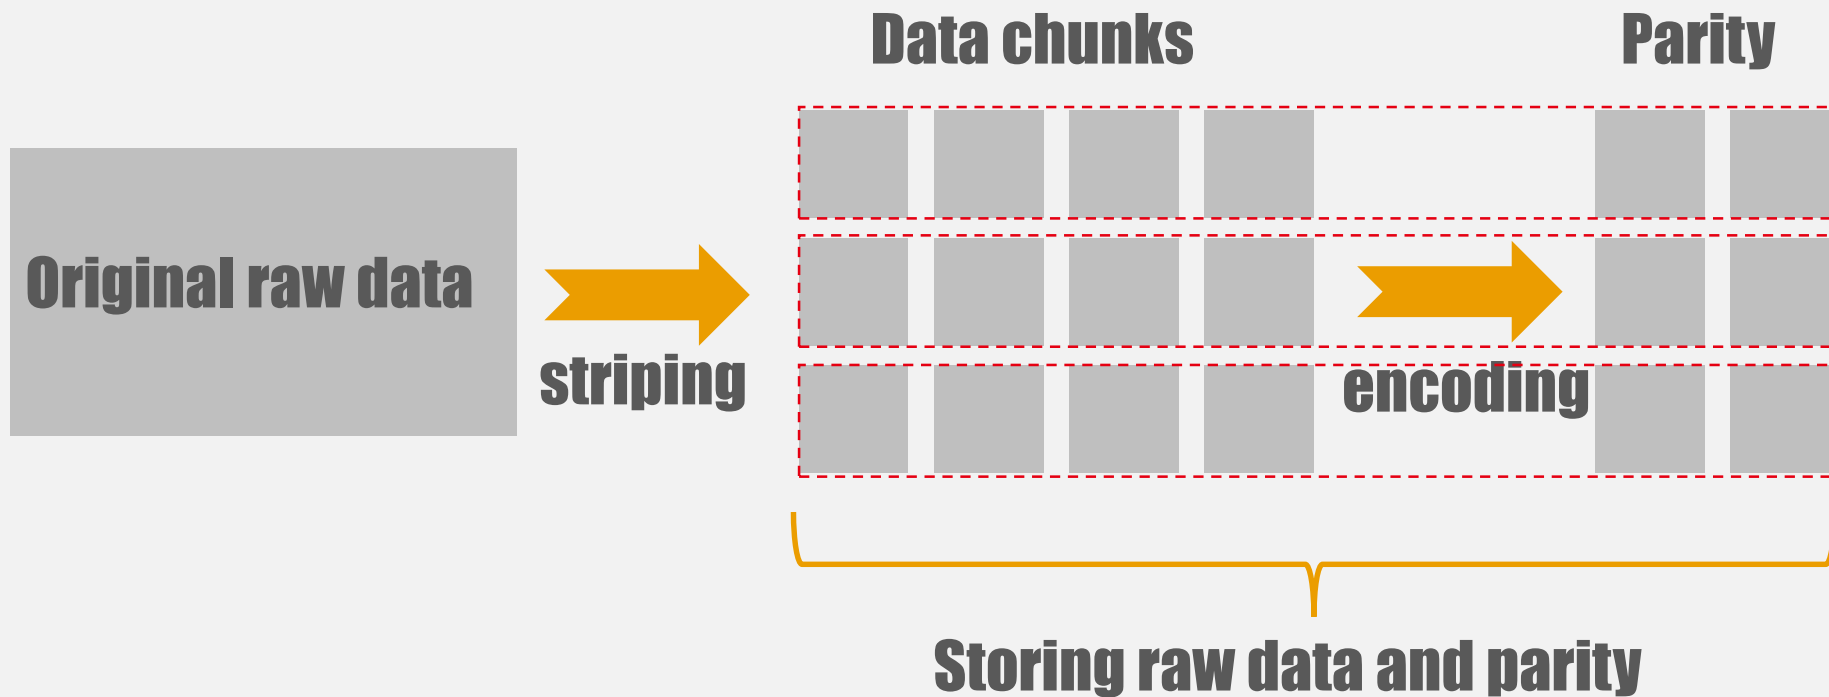 Data chunks
Parity
Original raw data
striping
encoding
Storing raw data and parity